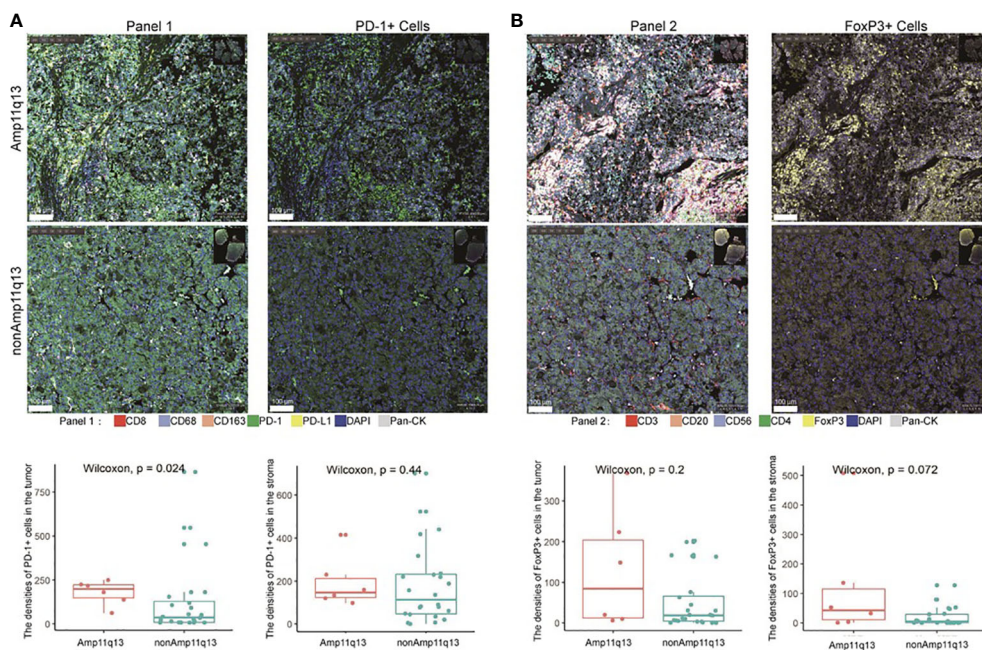 A
Panel 1
PD-1+ Cells
B
Panel 2
FoxP3+ Cells
Amp11q13
100 μm
100 μm
nonAmp11q13
100 μm
100 μm
100 μm
Panel 1 : CD8 CD68 CD163 PD-1 PD-L1 DAPI Pan-CK
Panel 2: CD3 CD20 CD56 CD4 FoxP3 DAPI Pan-CK
The densities of PD-1+ cells in the tumor
Wilcoxon, p = 0.024
750
500
250
0
Amp11q13 nonAmp11q13
The densities of PD-1+ cells in the stroma
Wilcoxon, p = 0.44
600
400
200
0
Amp11q13 nonAmp11q13
The densities of FoxP3+ cells in the tumor
Wilcoxon, p = 0.2
300
200
100
0
Amp11q13 nonAmp11q13
The densities of FoxP3+ cells in the stroma
Wilcoxon, p = 0.072
500
400
300
200
100
0
Amp11q13 nonAmp11q13